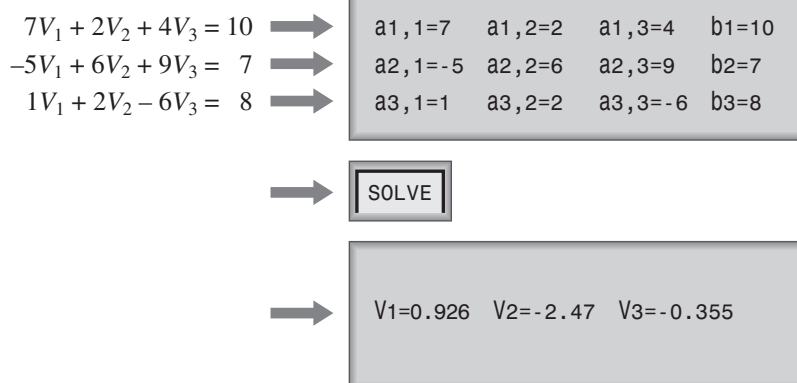 7V₁ + 2V₂ + 4V₃ = 10 a1,1=7 a1,2=2 a1,3=4 b1=10
–5V₁ + 6V₂ + 9V₃ = 7 a2,1=-5 a2,2=6 a2,3=9 b2=7
1V₁ + 2V₂ – 6V₃ = 8 a3,1=1 a3,2=2 a3,3=-6 b3=8
SOLVE
V1=0.926 V2=-2.47 V3=-0.355